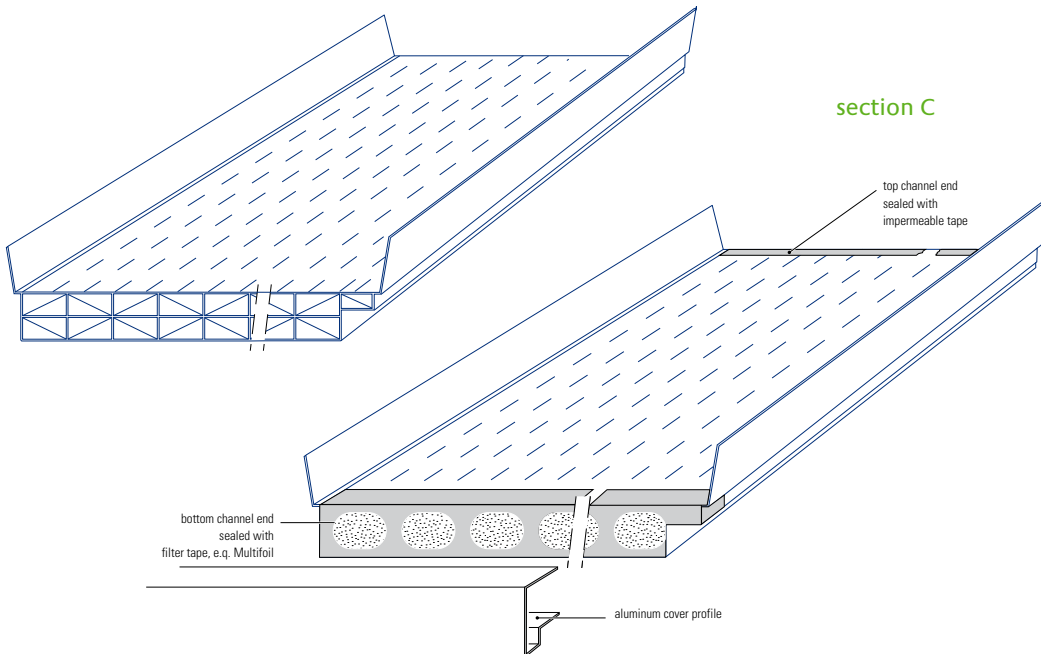 section C
top channel end
sealed with
impermeable tape
bottom channel end
sealed with
filter tape, e.q. Multifoil
aluminum cover profile